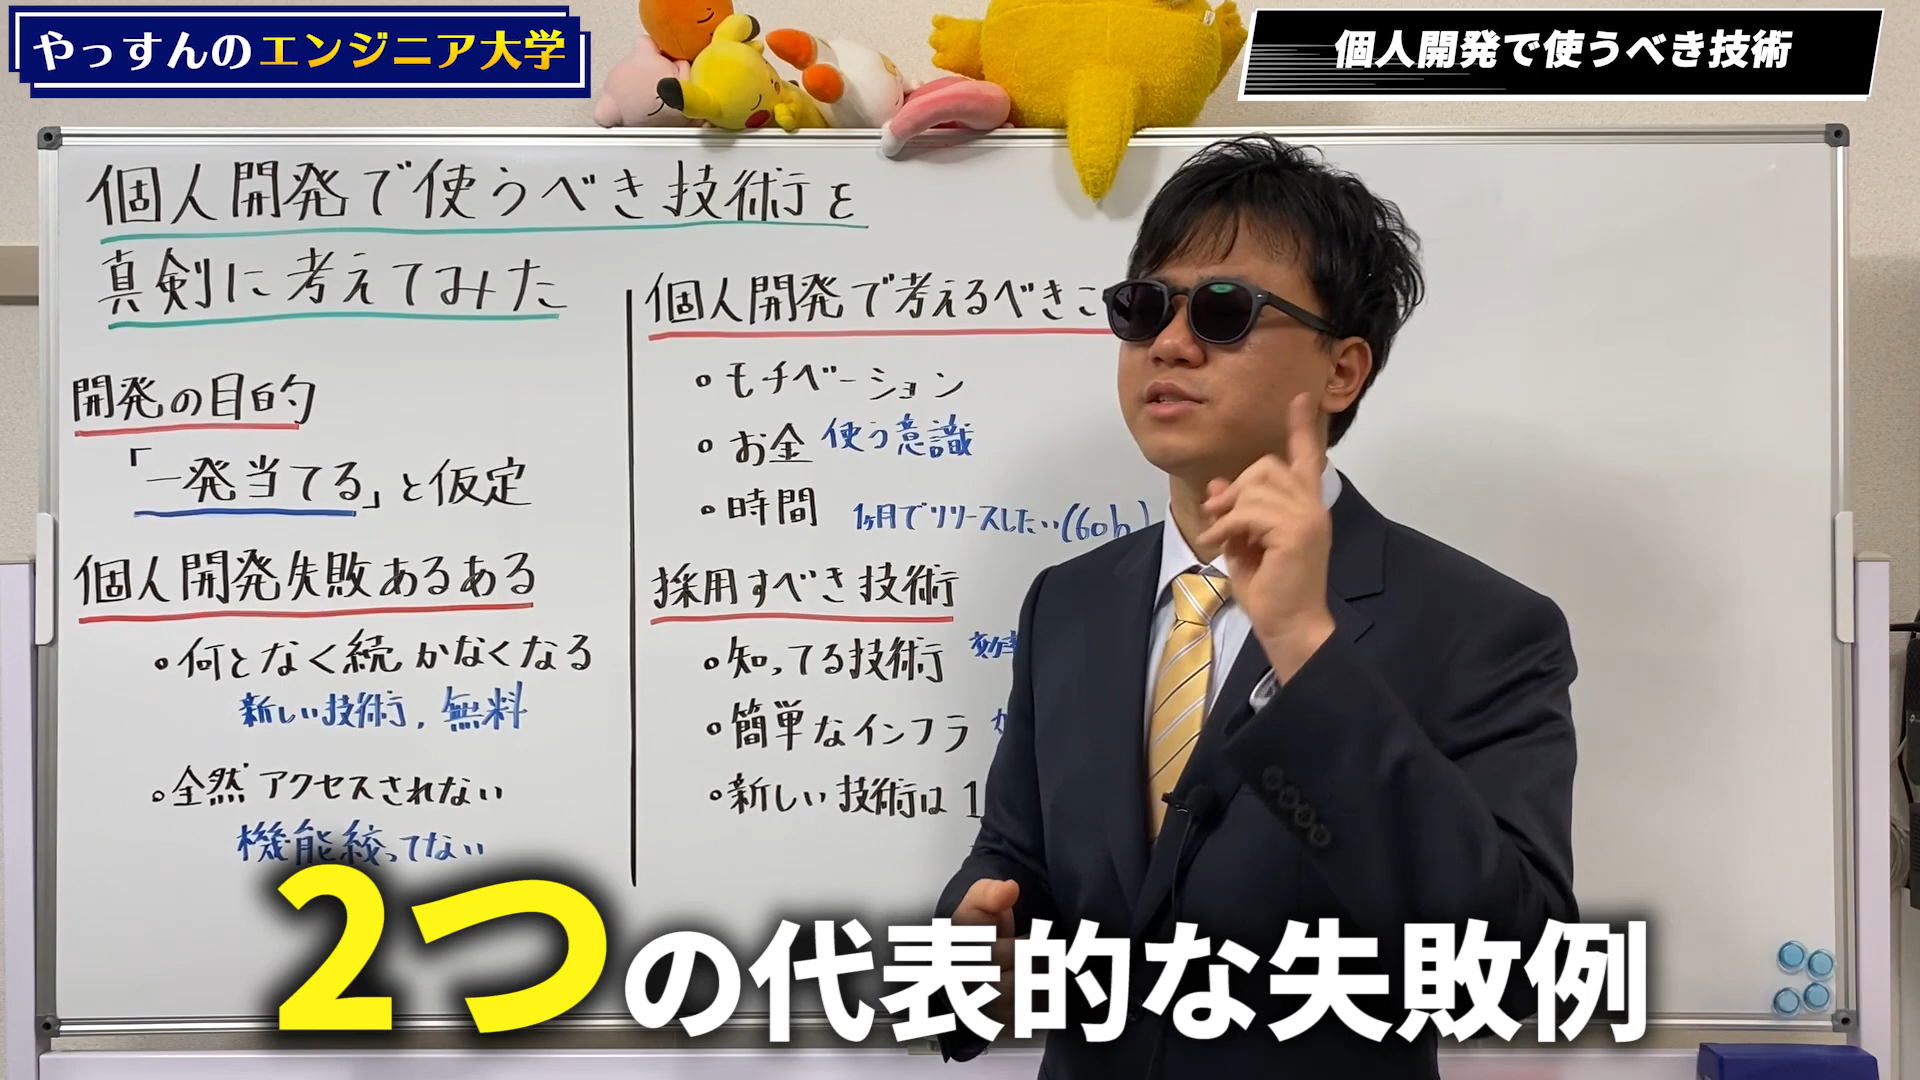 やっすんのエンジニア大学
個人開発で使うべき技術
個人開発で使うべき技術を
真剣に考えてみた
開発の目的
「一発当てる」と仮定
個人開発失敗あるある
・何となく続かなくなる
新しい技術, 無料
・全然アクセスされない
機能絞ってない
個人開発で考えるべきこ
・モチベーション
・お金 使う意識
・時間 1ヶ月でリリースしたい(60h)
採用すべき技術
・知ってる技術
・簡単なインフラ
・新しい技術は1
2つの代表的な失敗例